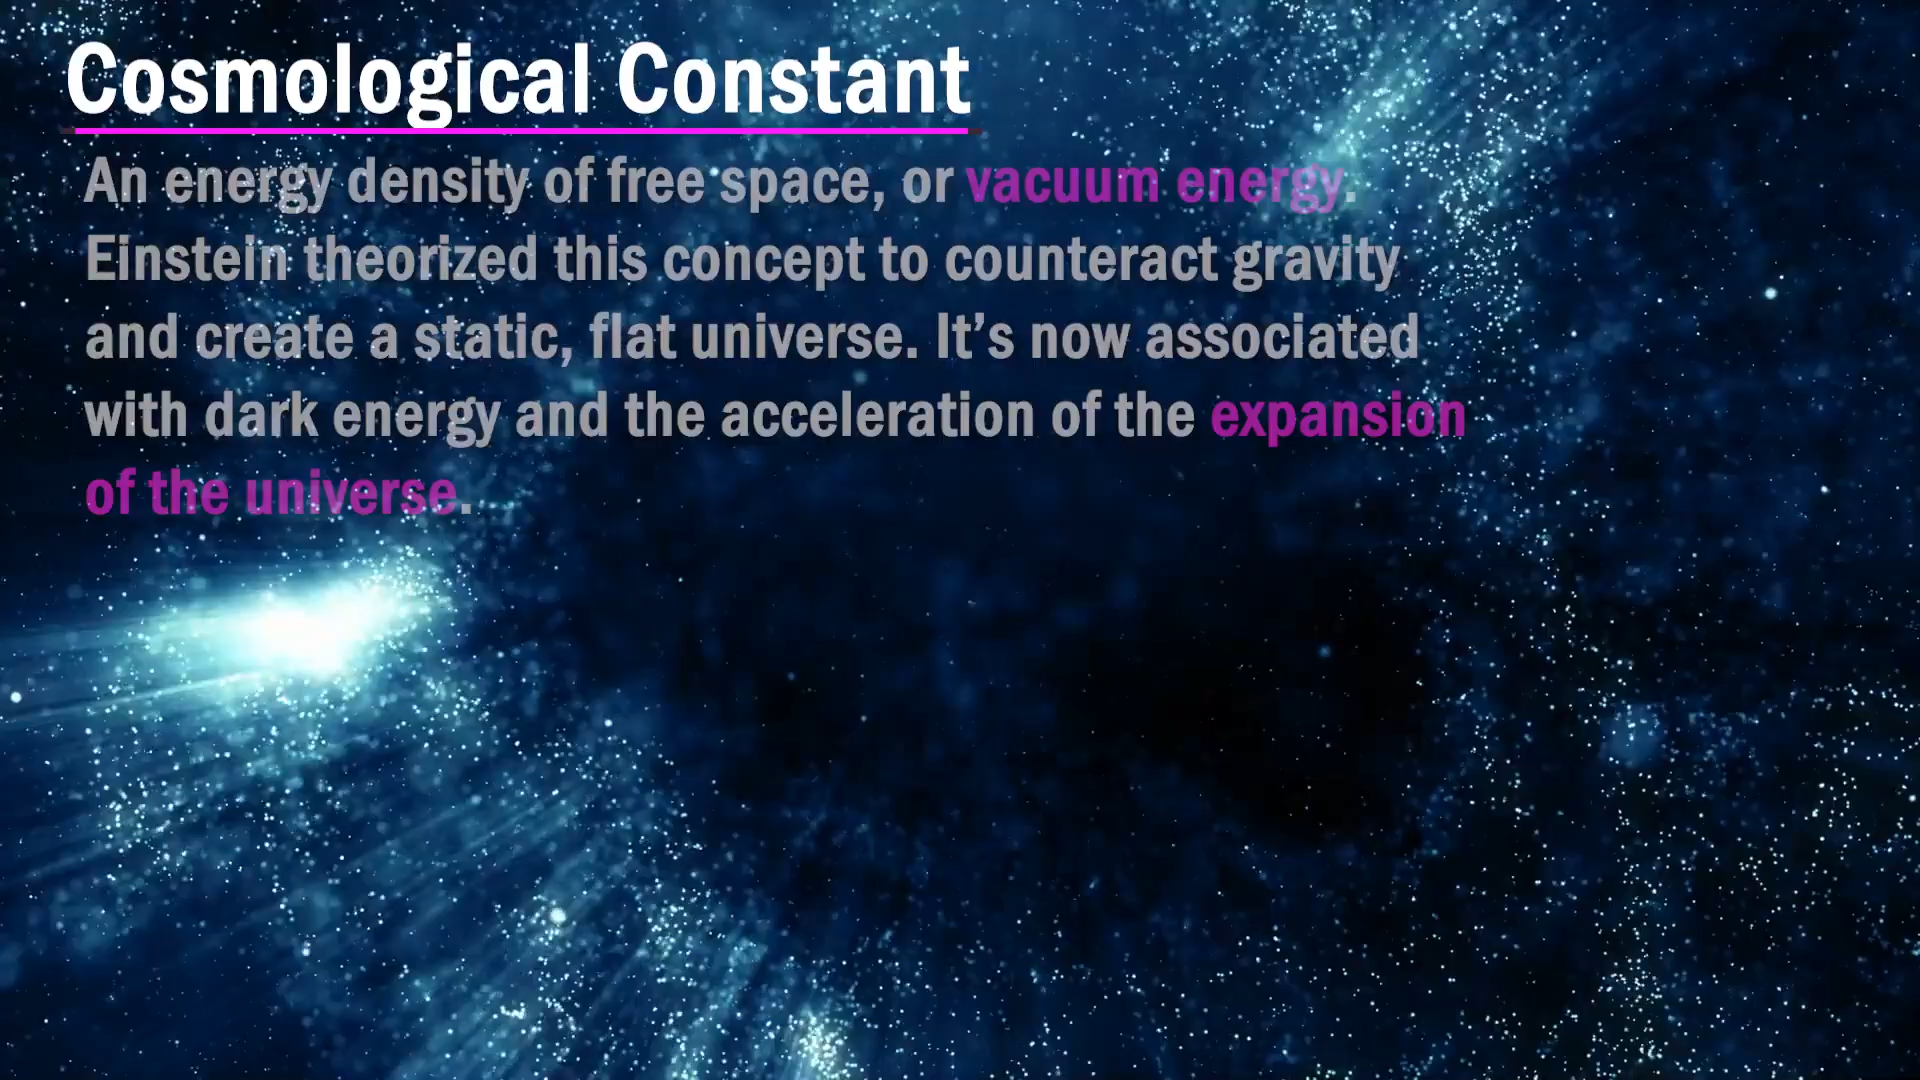 Cosmological Constant
An energy density of free space, or vacuum energy.
Einstein theorized this concept to counteract gravity
and create a static, flat universe. It’s now associated
with dark energy and the acceleration of the expansion
of the universe.